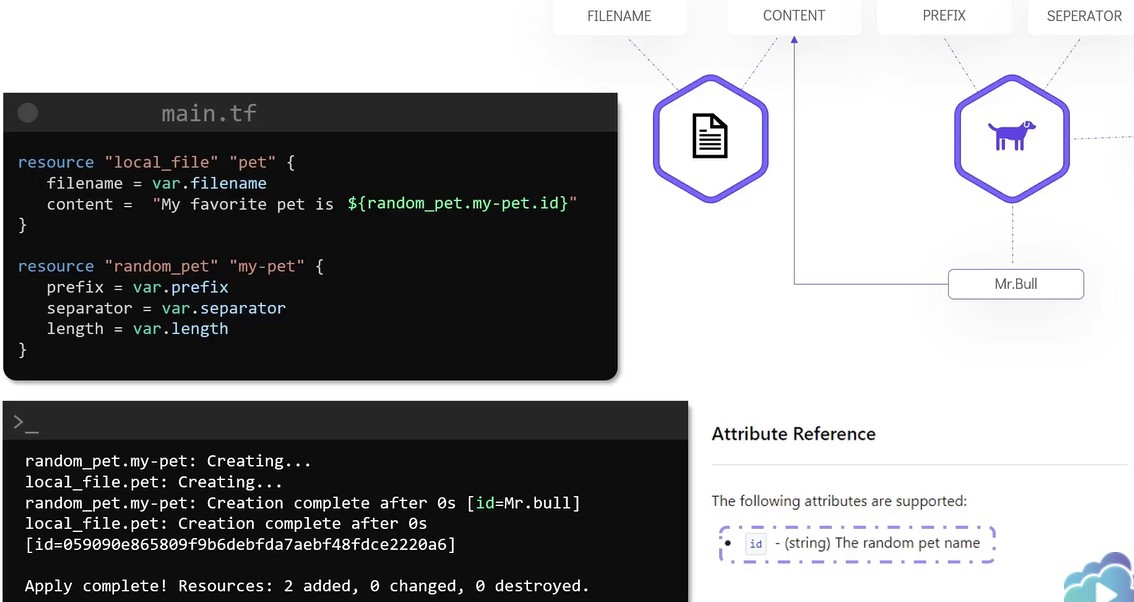 FILENAME
CONTENT
PREFIX
SEPERATOR
main.tf
resource "local_file" "pet" {
filename = var.filename
content = "My favorite pet is ${random_pet.my-pet.id}"
}
resource "random_pet" "my-pet" {
prefix = var.prefix
separator = var.separator
length = var.length
}
Mr.Bull
>_
random_pet.my-pet: Creating...
local_file.pet: Creating...
random_pet.my-pet: Creation complete after 0s [id=Mr.bull]
local_file.pet: Creation complete after 0s
[id=059090e865809f9b6debfda7aebf48fdce2220a6]
Apply complete! Resources: 2 added, 0 changed, 0 destroyed.
Attribute Reference
The following attributes are supported:
• id - (string) The random pet name